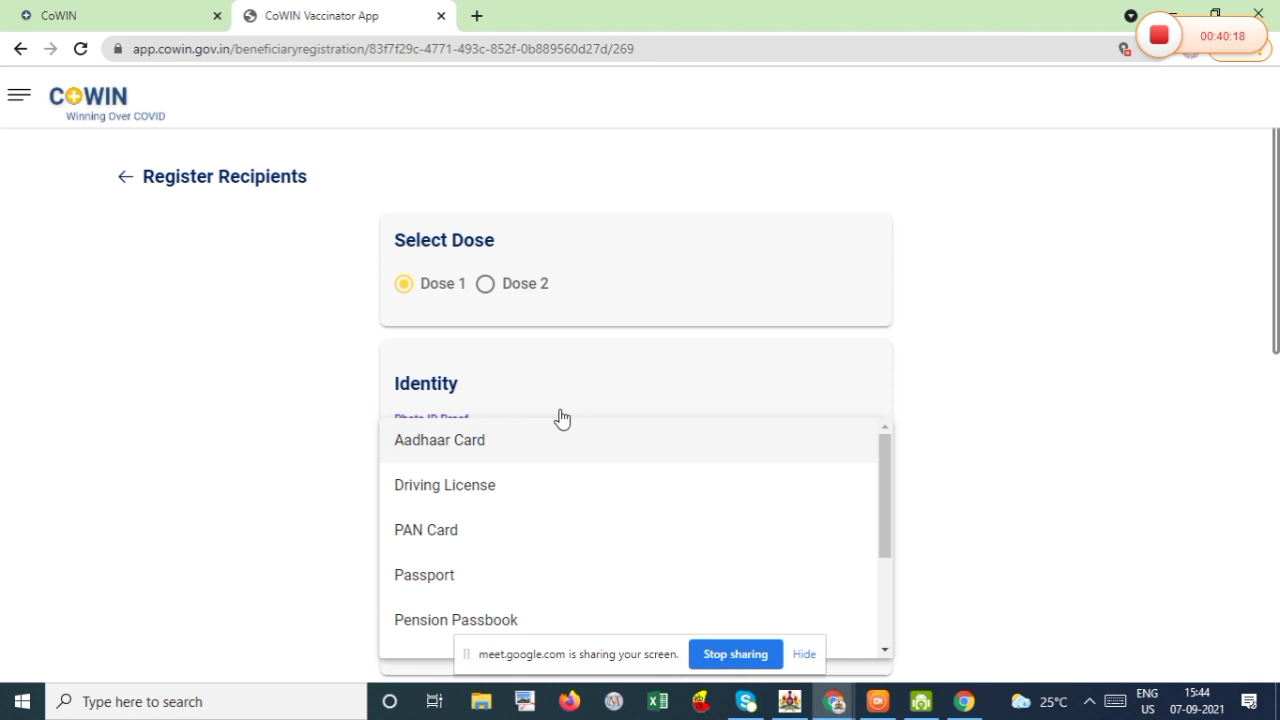 CoWIN
CoWIN Vaccinator App
app.cowin.gov.in/beneficiaryregistration/83f7f29c-4771-493c-852f-0b889560d27d/269
00:40:18
COWIN
Winning Over COVID
Register Recipients
Select Dose
Dose 1
Dose 2
Identity
Photo ID Proof
Aadhaar Card
Driving License
PAN Card
Passport
Pension Passbook
meet.google.com is sharing your screen.
Stop sharing
Hide
Type here to search
25°C
ENG
US
15:44
07-09-2021